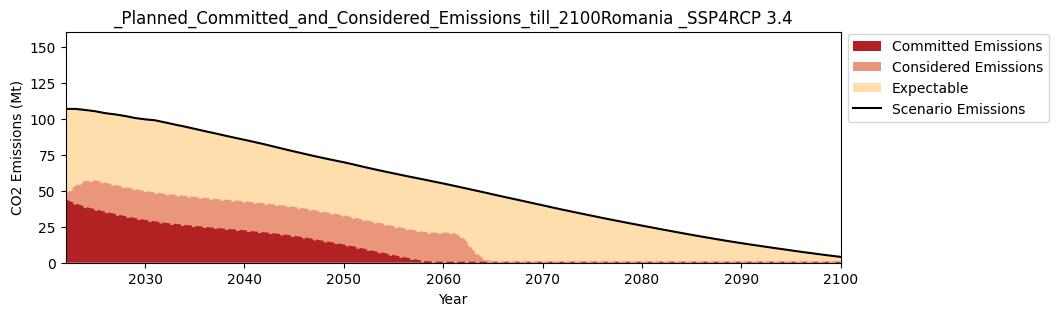 _Planned_Committed_and_Considered_Emissions_till_2100Romania _SSP4RCP 3.4
CO2 Emissions (Mt)
150
125
100
75
50
25
0
2030 2040 2050 2060 2070 2080 2090 2100
Year
Committed Emissions
Considered Emissions
Expectable
Scenario Emissions